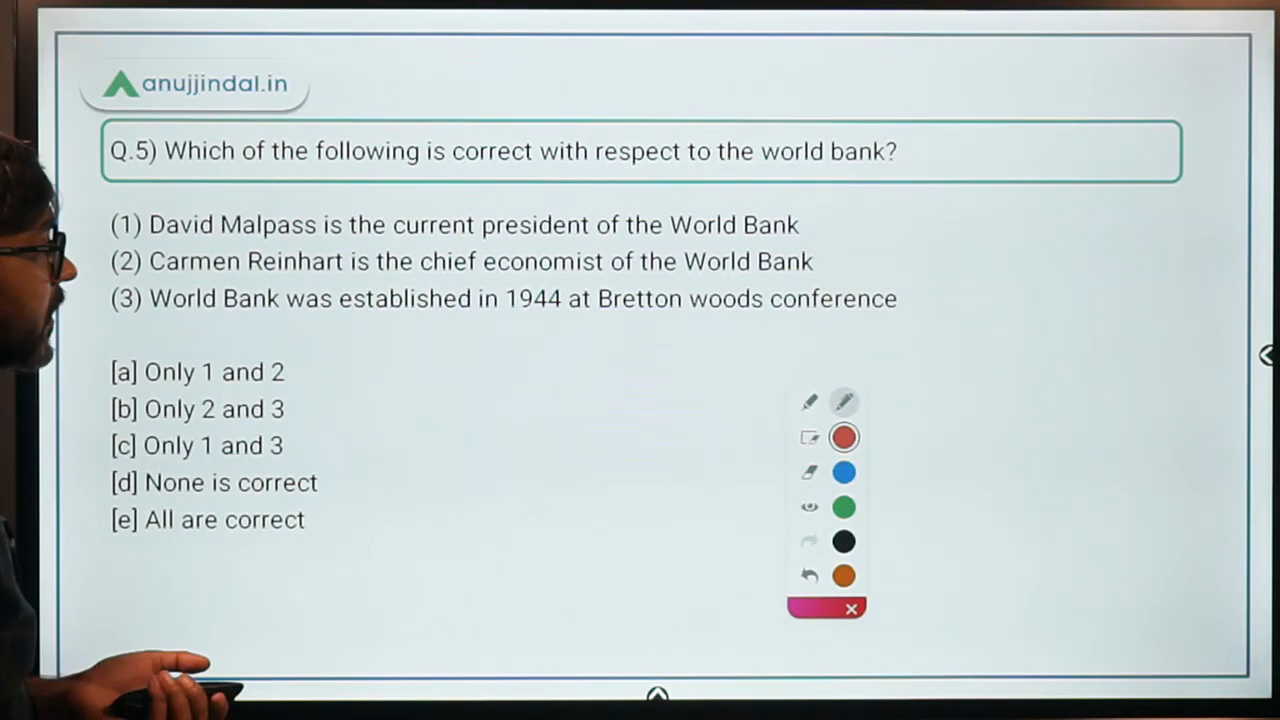 anujjindal.in
Q.5) Which of the following is correct with respect to the world bank?
(1) David Malpass is the current president of the World Bank
(2) Carmen Reinhart is the chief economist of the World Bank
(3) World Bank was established in 1944 at Bretton woods conference
[a] Only 1 and 2
[b] Only 2 and 3
[c] Only 1 and 3
[d] None is correct
[e] All are correct